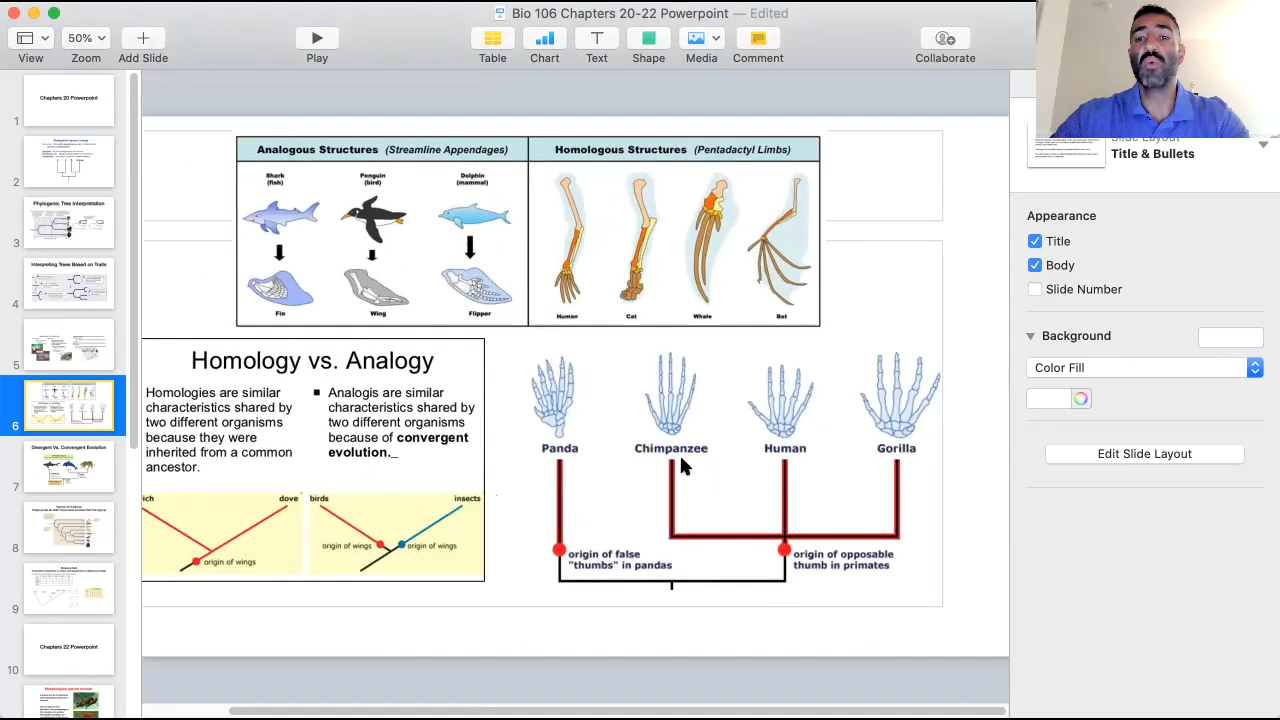 Bio 106 Chapters 20-22 Powerpoint — Edited
50%
View
Zoom
Add Slide
Play
Table
Chart
Text
Shape
Media
Comment
Collaborate
Chapters 20 Powerpoint
1
2
Phylogenic Tree Interpretation
3
Interpreting Trees Based on Traits
4
5
6
Divergent Vs. Convergent Evolution
7
8
9
Chapters 22 Powerpoint
10
Analogous Structures (Streamline Advantages)
Homologous Structures (Pentadactyl Limbs)
Shark
(fish)
Penguin
(bird)
Dolphin
(mammal)
Fin
Wing
Flipper
Human
Cat
Whale
Bat
Homology vs. Analogy
Homologies are similar
characteristics shared by
two different organisms
because they were
inherited from a common
ancestor.
■ Analogis are similar
characteristics shared by
two different organisms
because of convergent
evolution._
rich
dove
origin of wings
birds
insects
origin of wings
origin of wings
Panda
Chimpanzee
Human
Gorilla
origin of false
"thumbs" in pandas
origin of opposable
thumb in primates
Slide Layout
Title & Bullets
Appearance
Title
Body
Slide Number
Background
Color Fill
Edit Slide Layout